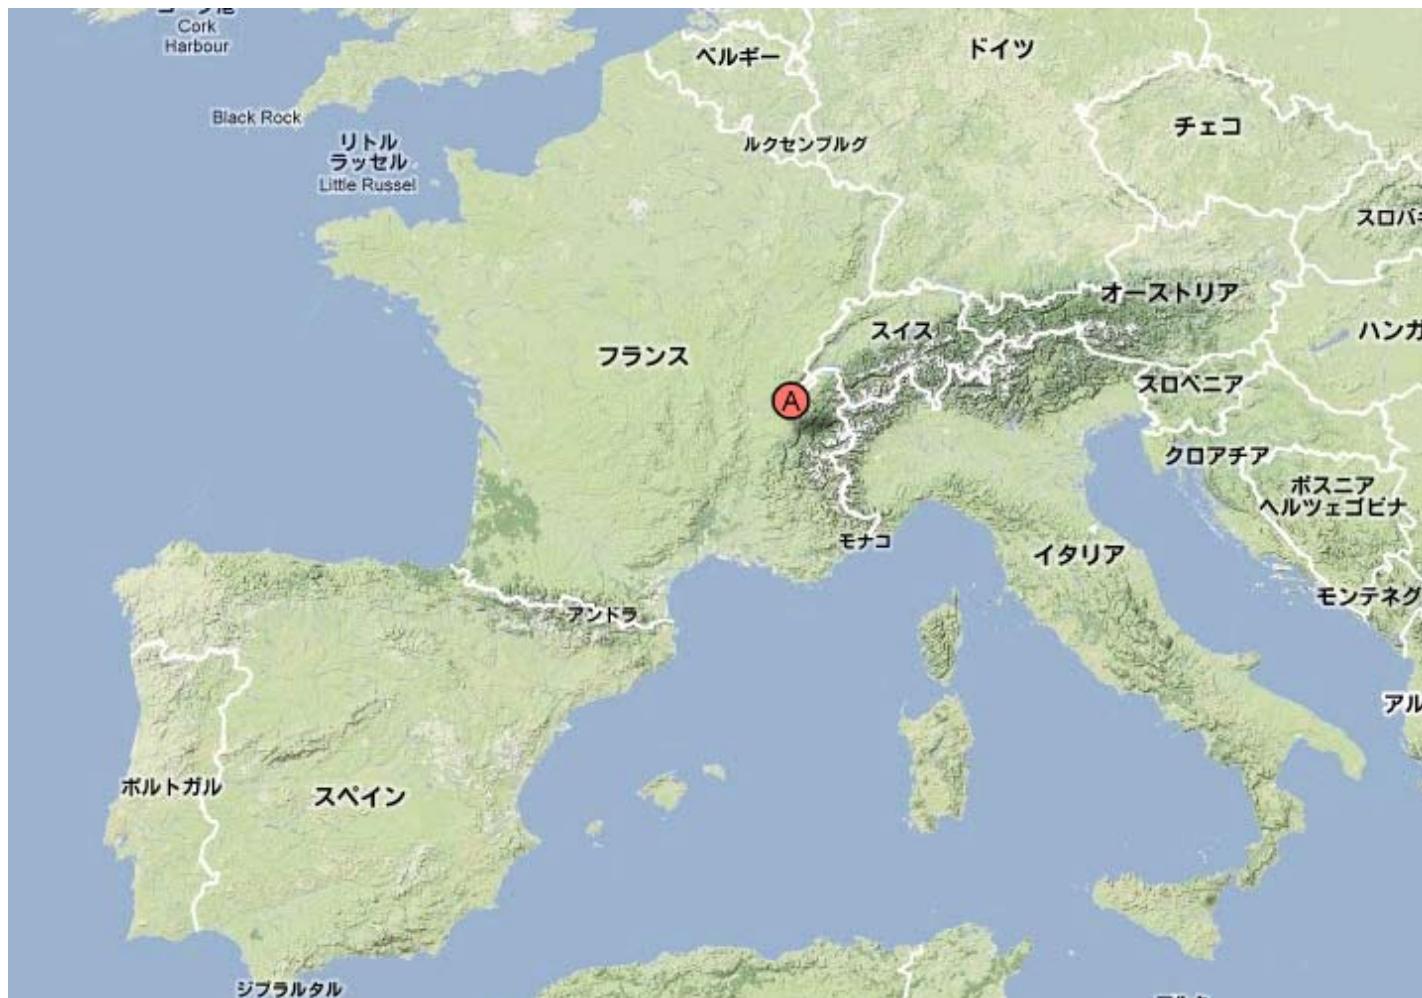 Cork
Harbour
ベルギー
ドイツ
Black Rock
チェコ
リトル
ラッセル
Little Russel
ルクセンブルグ
スロバキ
オーストリア
スイス
ハンガ
フランス
A
スロベニア
クロアチア
ボスニア
ヘルツェゴビナ
モナコ
イタリア
モンテネグ
アンドラ
アル
ポルトガル
スペイン
ジブラルタル